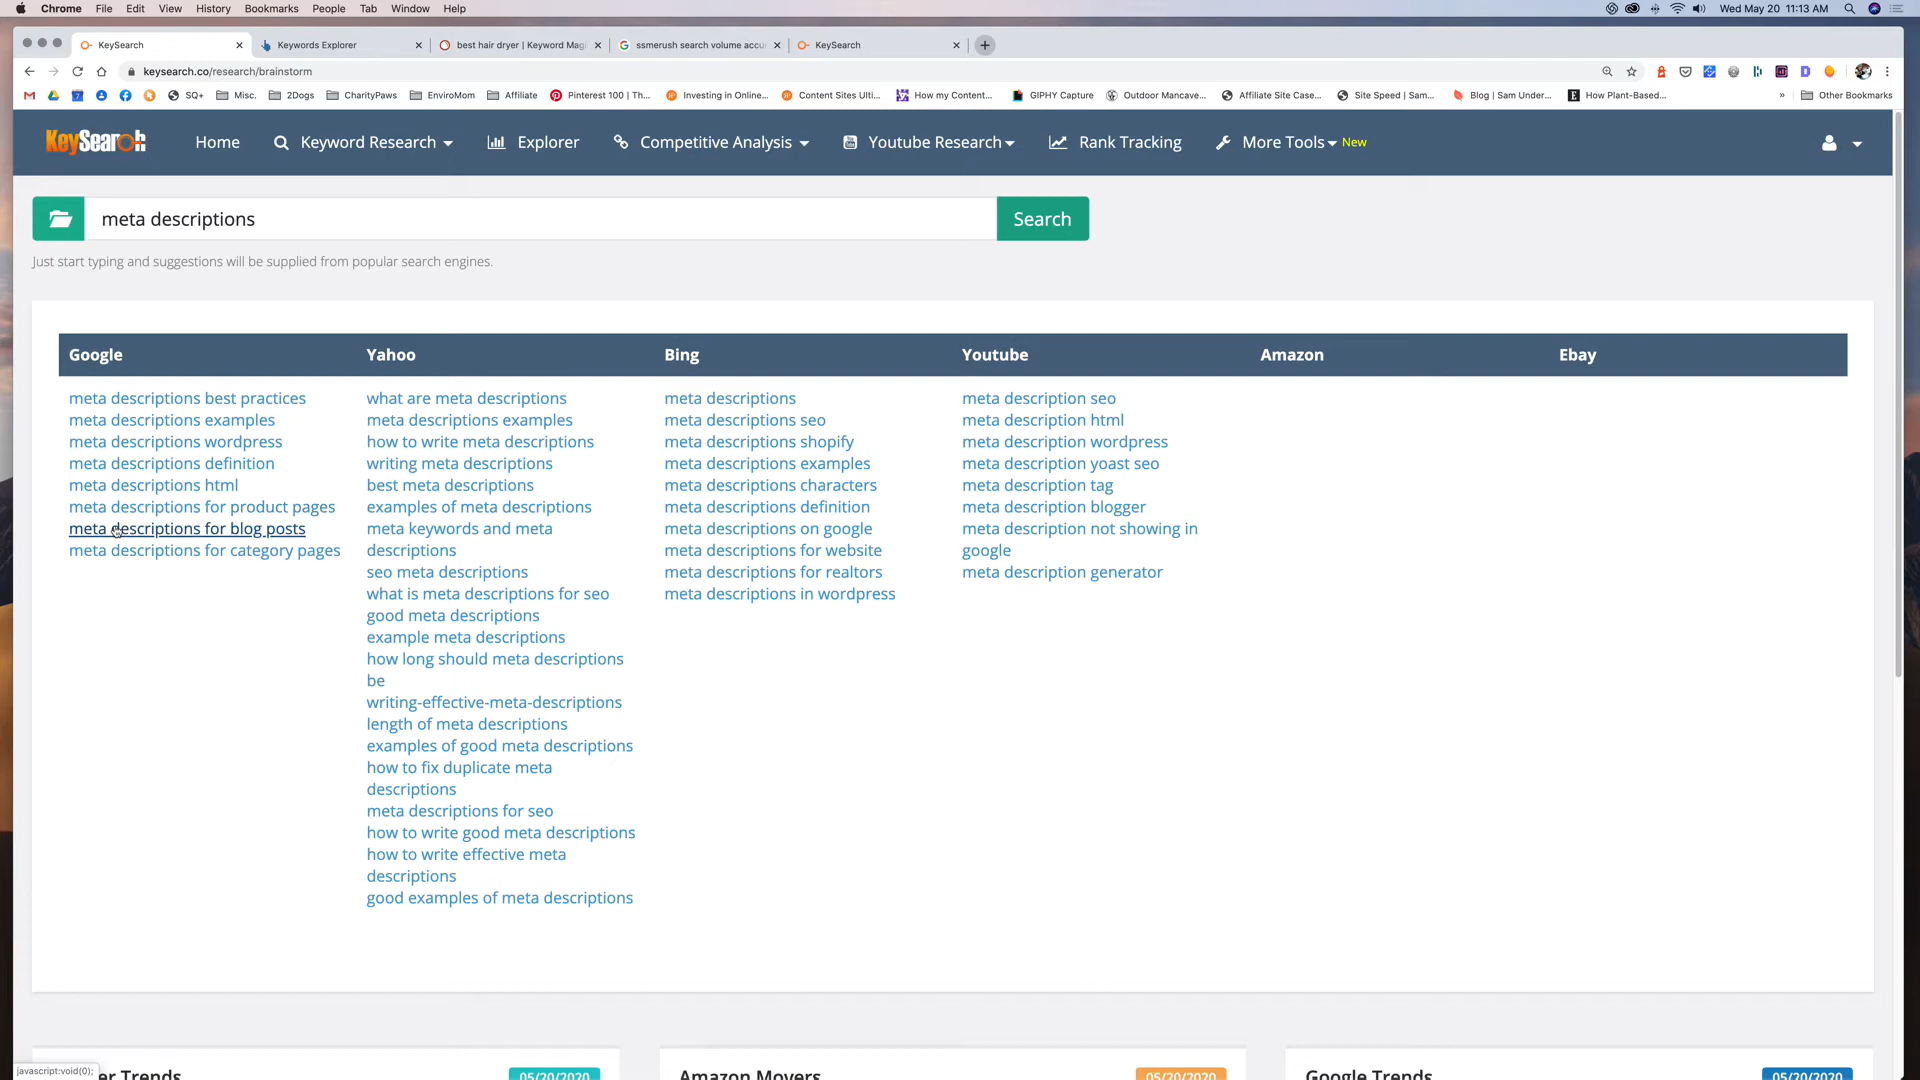 Chrome File Edit View History Bookmarks People Tab Window Help Wed May 20 11:13 AM
KeySearch Keywords Explorer best hair dryer | Keyword Mag ssmerush search volume accu KeySearch
keysearch.co/research/brainstorm
SQ+ Misc. 2Dogs CharityPaws EnviroMom Affiliate Pinterest 100 | Th... Investing in Online... Content Sites Ulti... How my Content... GIPHY Capture Outdoor Mancave... Affiliate Site Case... Site Speed | Sam... Blog | Sam Under... How Plant-Based... » Other Bookmarks
KeySearch Home Keyword Research Explorer Competitive Analysis Youtube Research Rank Tracking More Tools New
meta descriptions Search
Just start typing and suggestions will be supplied from popular search engines.
Google Yahoo Bing Youtube Amazon Ebay
meta descriptions best practices
meta descriptions examples
meta descriptions wordpress
meta descriptions definition
meta descriptions html
meta descriptions for product pages
meta descriptions for blog posts
meta descriptions for category pages
what are meta descriptions
meta descriptions examples
how to write meta descriptions
writing meta descriptions
best meta descriptions
examples of meta descriptions
meta keywords and meta
descriptions
seo meta descriptions
what is meta descriptions for seo
good meta descriptions
example meta descriptions
how long should meta descriptions
be
writing-effective-meta-descriptions
length of meta descriptions
examples of good meta descriptions
how to fix duplicate meta
descriptions
meta descriptions for seo
how to write good meta descriptions
how to write effective meta
descriptions
good examples of meta descriptions
meta descriptions
meta descriptions seo
meta descriptions shopify
meta descriptions examples
meta descriptions characters
meta descriptions definition
meta descriptions on google
meta descriptions for website
meta descriptions for realtors
meta descriptions in wordpress
meta description seo
meta description html
meta description wordpress
meta description yoast seo
meta description tag
meta description blogger
meta description not showing in
google
meta description generator
er Trends 05/20/2020 Amazon Movers 05/20/2020 Google Trends 05/20/2020
javascript:void(0);